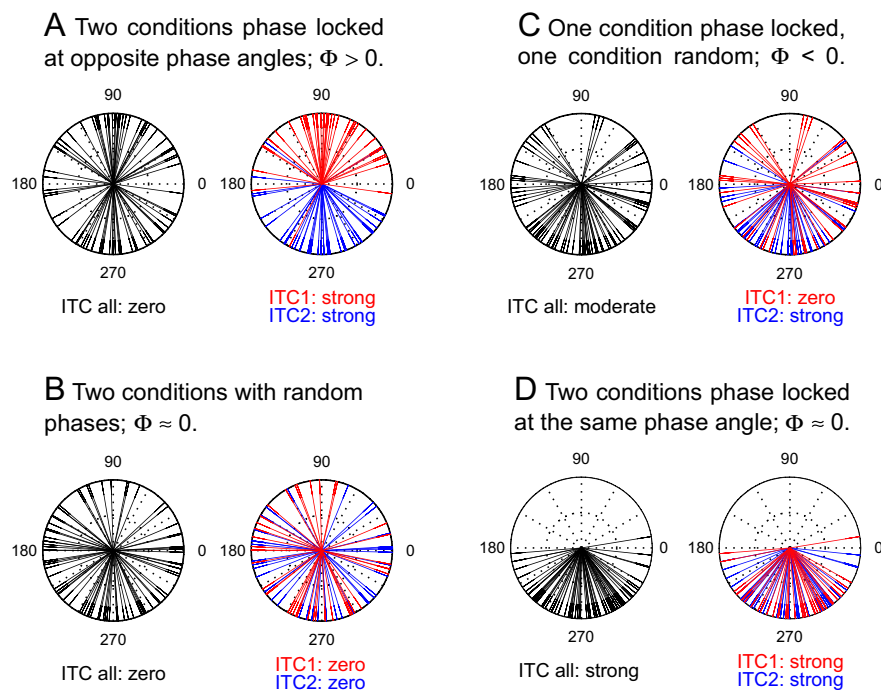 A Two conditions phase locked
at opposite phase angles; Φ > 0.
90
180
0
270
ITC all: zero
90
180
0
270
ITC1: strong
ITC2: strong
C One condition phase locked,
one condition random; Φ < 0.
90
180
0
270
ITC all: moderate
90
180
0
270
ITC1: zero
ITC2: strong
B Two conditions with random
phases; Φ ≈ 0.
90
180
0
270
ITC all: zero
90
180
0
270
ITC1: zero
ITC2: zero
D Two conditions phase locked
at the same phase angle; Φ ≈ 0.
90
180
0
270
ITC all: strong
90
180
0
270
ITC1: strong
ITC2: strong